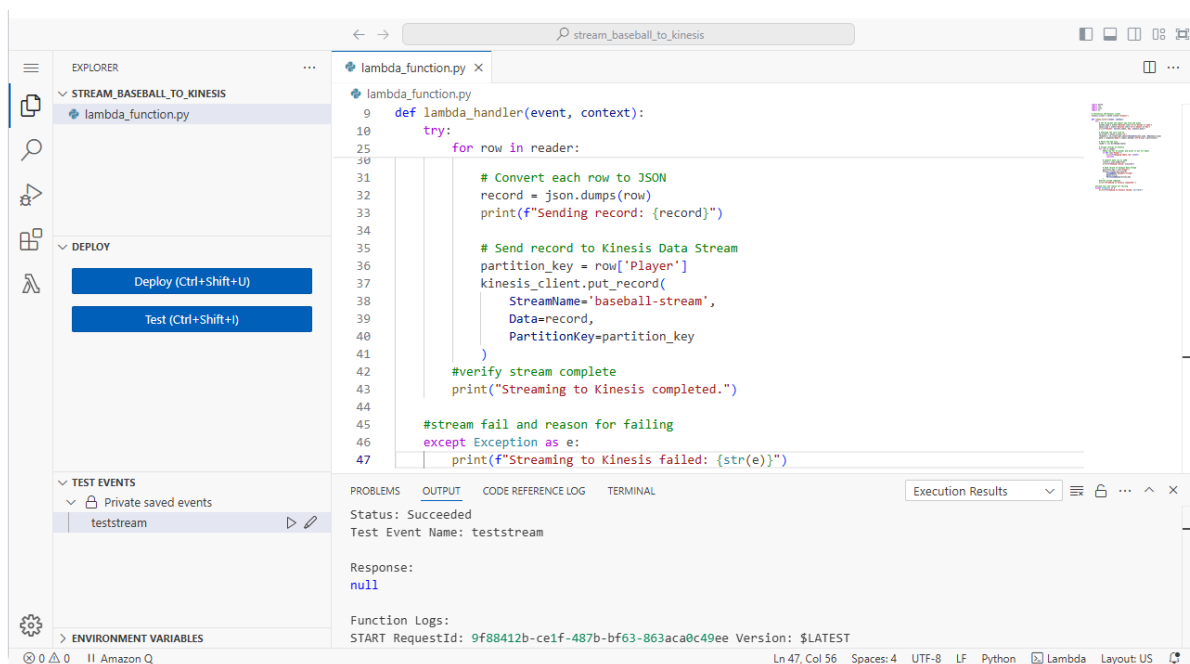 stream_baseball_to_kinesis
EXPLORER
STREAM_BASEBALL_TO_KINESIS
lambda_function.py
DEPLOY
Deploy (Ctrl+Shift+U)
Test (Ctrl+Shift+I)
TEST EVENTS
Private saved events
teststream
ENVIRONMENT VARIABLES
lambda_function.py
lambda_function.py
9 def lambda_handler(event, context):
10 try:
25 for row in reader:
30
31 # Convert each row to JSON
32 record = json.dumps(row)
33 print(f"Sending record: {record}")
34
35 # Send record to Kinesis Data Stream
36 partition_key = row['Player']
37 kinesis_client.put_record(
38 StreamName='baseball-stream',
39 Data=record,
40 PartitionKey=partition_key
41 )
42 #verify stream complete
43 print("Streaming to Kinesis completed.")
44
45 #stream fail and reason for failing
46 except Exception as e:
47 print(f"Streaming to Kinesis failed: {str(e)}")
PROBLEMS OUTPUT CODE REFERENCE LOG TERMINAL Execution Results
Status: Succeeded
Test Event Name: teststream
Response:
null
Function Logs:
START RequestId: 9f88412b-ce1f-487b-bf63-863aca0c49ee Version: $LATEST
0 0 Amazon Q Ln 47, Col 56 Spaces: 4 UTF-8 LF Python Lambda Layout: US